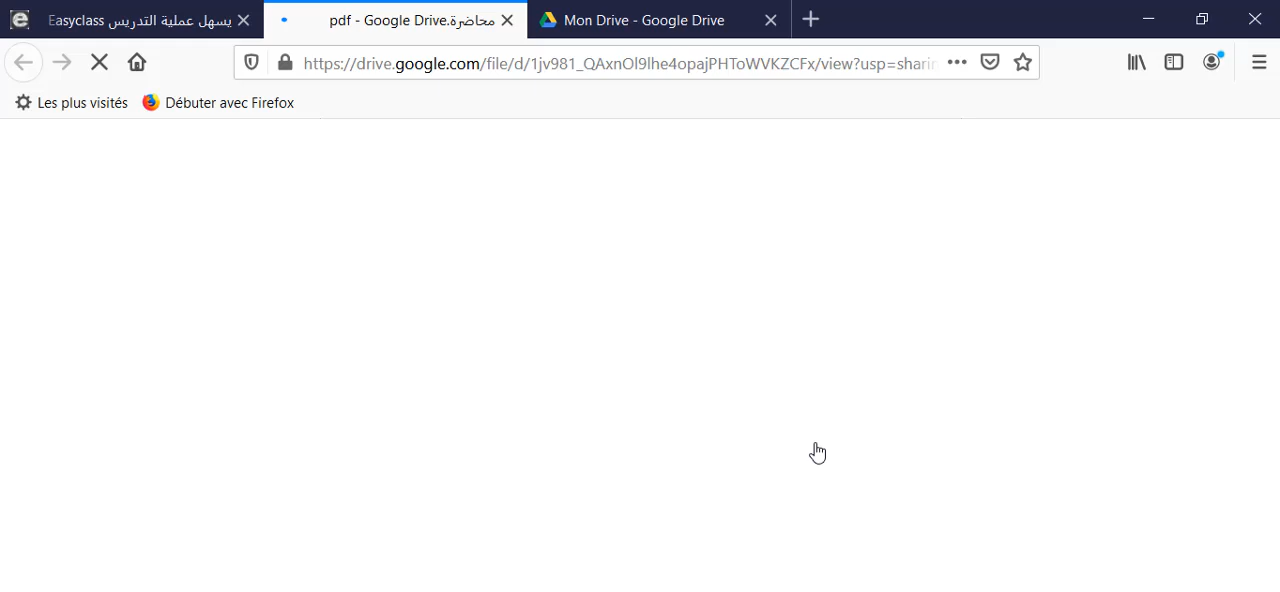 Easyclass يسهل عملية التدريس
محاضرة.pdf - Google Drive
Mon Drive - Google Drive
https://drive.google.com/file/d/1jv981_QAxnOl9lhe4opajPHToWVKZCFx/view?usp=sharin
Les plus visités
Débuter avec Firefox